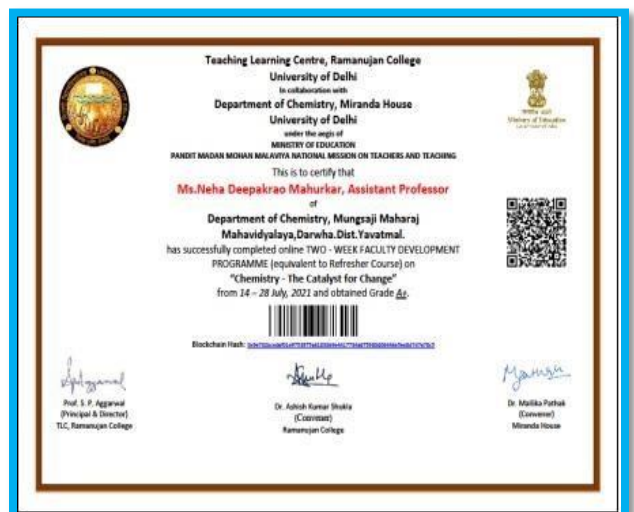 Teaching Learning Centre, Ramanujan College
University of Delhi
In collaboration with
Department of Chemistry, Miranda House
University of Delhi
under the aegis of
MINISTRY OF EDUCATION
PANDIT MADAN MOHAN MALAVIYA NATIONAL MISSION ON TEACHERS AND TEACHING
Ministry of Education
This is to certify that
Ms.Neha Deepakrao Mahurkar, Assistant Professor
of
Department of Chemistry, Mungsaji Maharaj
Mahavidyalaya,Darwha.Dist.Yavatmal.
has successfully completed online TWO - WEEK FACULTY DEVELOPMENT
PROGRAMME (equivalent to Refresher Course) on
"Chemistry - The Catalyst for Change"
from 14 – 28 July, 2021 and obtained Grade A+.
Blockchain Hash:
Prof. S. P. Aggarwal
(Principal & Director)
TLC, Ramanujan College
Dr. Ashish Kumar Shukla
(Convener)
Ramanujan College
Dr. Mallika Pathak
(Convener)
Miranda House